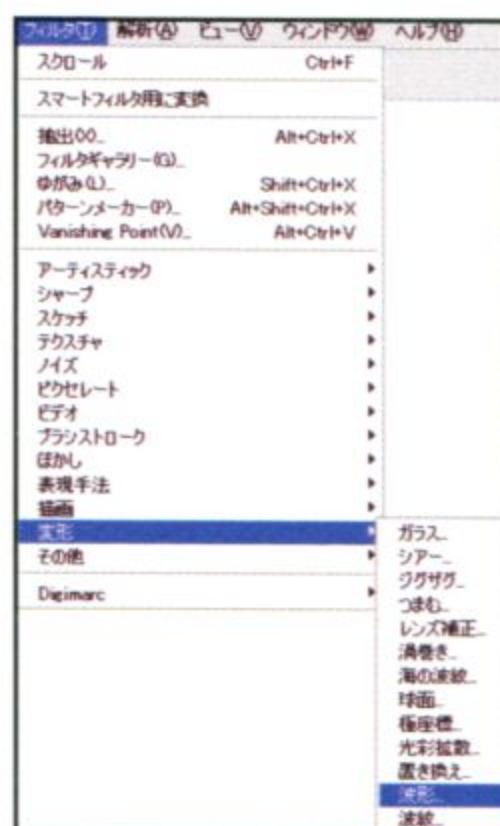 フィルタ(T) 解析(A) ビュー(V) ウィンドウ(W) ヘルプ(H)
スクロール Ctrl+F
スマートフィルタ用に変換
抽出(X)... Alt+Ctrl+X
フィルタギャラリー(G)...
ゆがみ(L)... Shift+Ctrl+X
パターンメーカー(P)... Alt+Shift+Ctrl+X
Vanishing Point(V)... Alt+Ctrl+V
アーティスティック
シャープ
スケッチ
テクスチャ
ノイズ
ピクセレート
ビデオ
ブラシストローク
ぼかし
表現手法
描画
変形
その他
Digimarc
ガラス...
シアー...
ジグザグ...
つまむ...
レンズ補正...
渦巻き...
海の波紋...
球面...
極座標...
光彩拡散...
置き換え...
波形...
波紋...